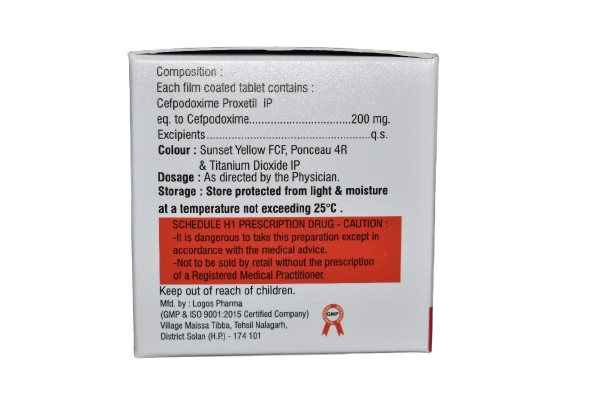 Composition :
Each film coated tablet contains :
Cefpodoxime Proxetil IP
eq. to Cefpodoxime................................200 mg.
Excipients....................................................q.s.
Colour : Sunset Yellow FCF, Ponceau 4R
& Titanium Dioxide IP
Dosage : As directed by the Physician.
Storage : Store protected from light & moisture
at a temperature not exceeding 25°C .
SCHEDULE H1 PRESCRIPTION DRUG - CAUTION :
-It is dangerous to take this preparation except in
accordance with the medical advice.
-Not to be sold by retail without the prescription
of a Registered Medical Practitioner.
Keep out of reach of children.
Mfd. by : Logos Pharma
(GMP & ISO 9001:2015 Certified Company)
Village Maissa Tibba, Tehsil Nalagarh,
District Solan (H.P.) - 174 101
GMP